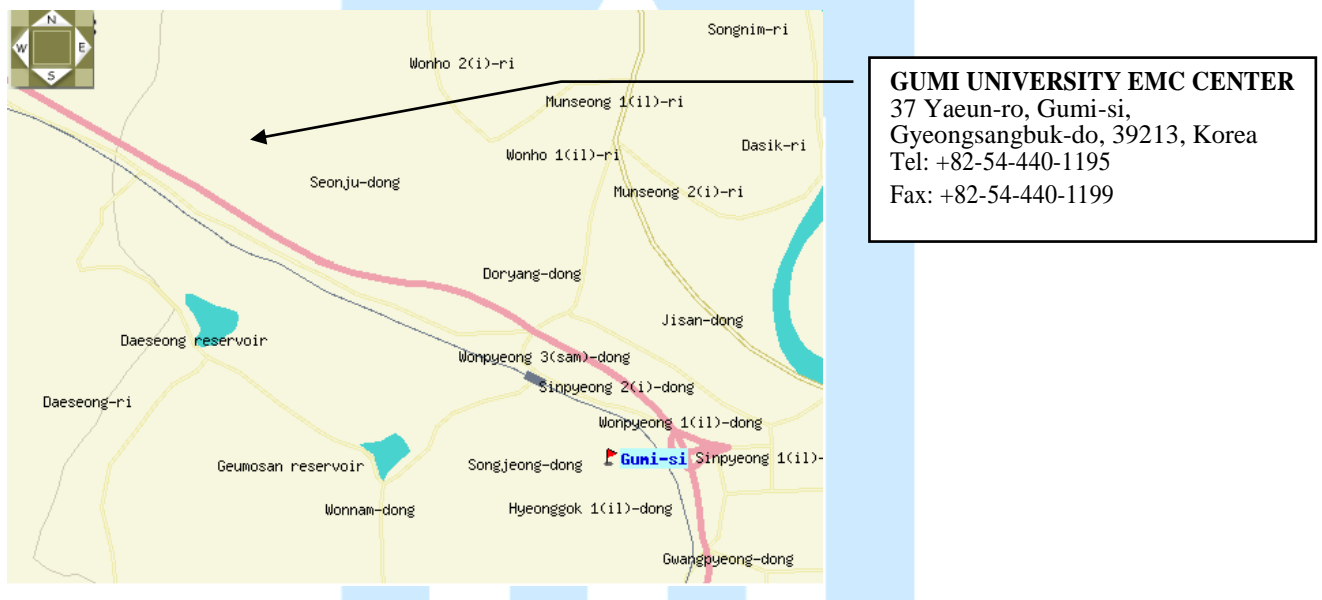 N
W E
S
Songnim-ri
Wonho 2(i)-ri
Munseong 1(il)-ri
Dasik-ri
Wonho 1(il)-ri
Seonju-dong
Munseong 2(i)-ri
Doryang-dong
Jisan-dong
Daeseong reservoir
Wonpyeong 3(sam)-dong
Sinpyeong 2(i)-dong
Daeseong-ri
Wonpyeong 1(il)-dong
Gumi-si
Sinpyeong 1(il)-
Geumosan reservoir
Songjeong-dong
Wonnam-dong
Hyeonggok 1(il)-dong
Gwangpyeong-dong
GUMI UNIVERSITY EMC CENTER
37 Yaeun-ro, Gumi-si,
Gyeongsangbuk-do, 39213, Korea
Tel: +82-54-440-1195
Fax: +82-54-440-1199